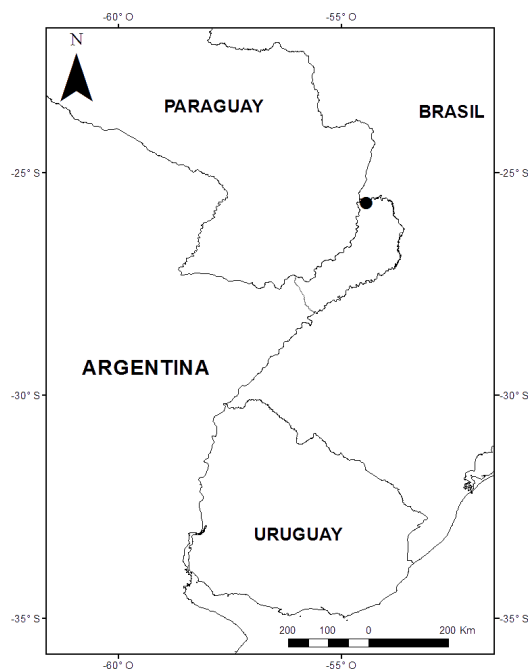 -60° O
-55° O
N
PARAGUAY
BRASIL
-25° S
-25° S
ARGENTINA
-30° S
-30° S
URUGUAY
-35° S
-35° S
200 100 0 200 Km
-60° O
-55° O